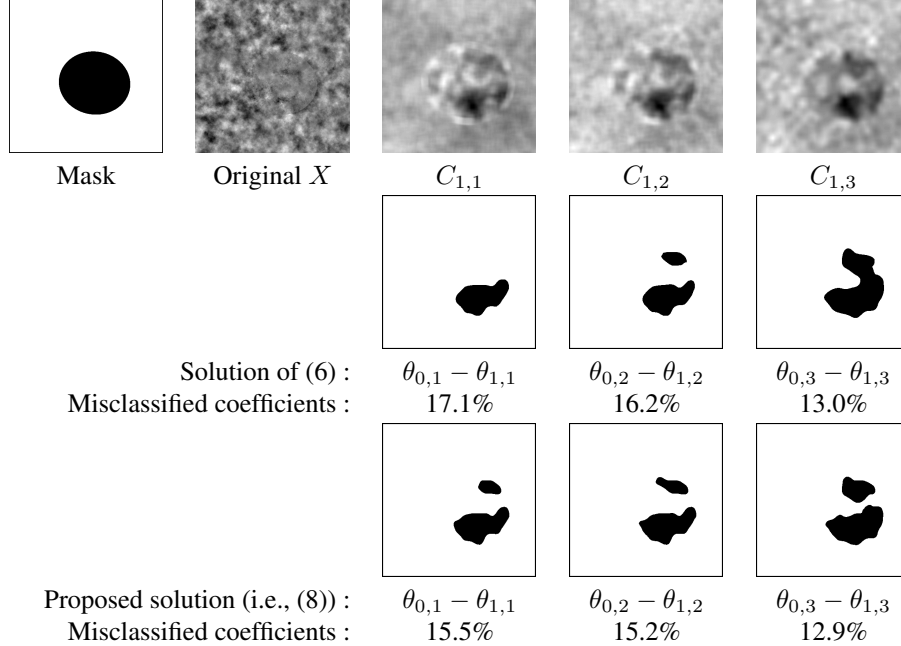 Mask Original X C₁,₁ C₁,₂ C₁,₃
Solution of (6) : θ₀,₁ − θ₁,₁ θ₀,₂ − θ₁,₂ θ₀,₃ − θ₁,₃
Misclassified coefficients : 17.1% 16.2% 13.0%
Proposed solution (i.e., (8)) : θ₀,₁ − θ₁,₁ θ₀,₂ − θ₁,₂ θ₀,₃ − θ₁,₃
Misclassified coefficients : 15.5% 15.2% 12.9%